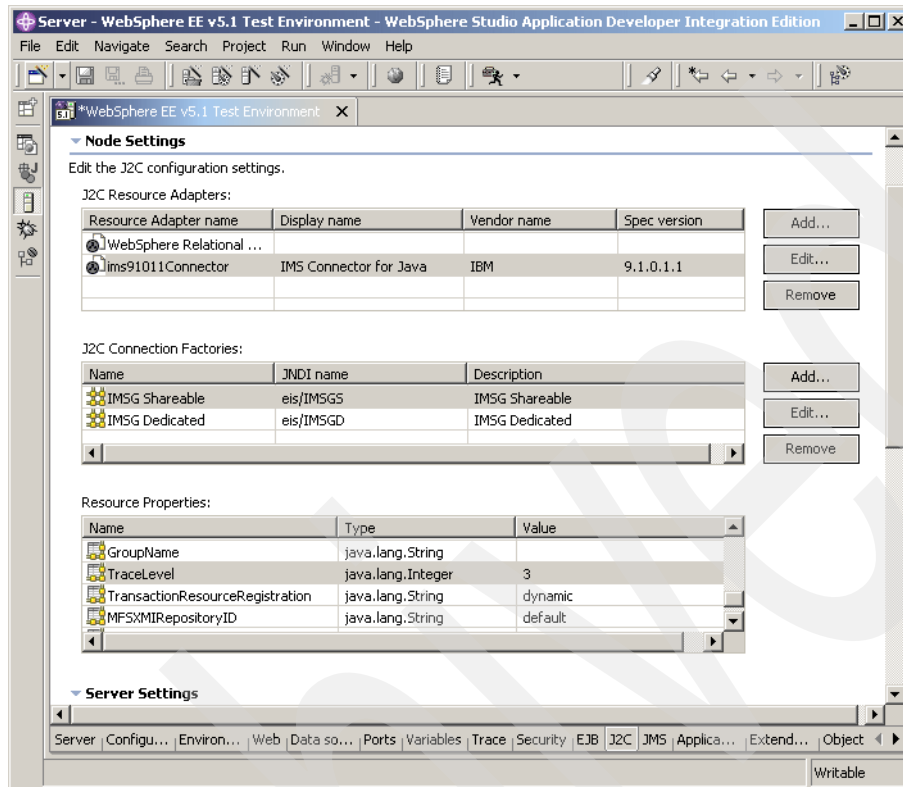 Server - WebSphere EE v5.1 Test Environment - WebSphere Studio Application Developer Integration Edition
File Edit Navigate Search Project Run Window Help
*WebSphere EE v5.1 Test Environment X
Node Settings
Edit the J2C configuration settings.
J2C Resource Adapters:
Resource Adapter name Display name Vendor name Spec version
WebSphere Relational ...
ims91011Connector IMS Connector for Java IBM 9.1.0.1.1
Add...
Edit...
Remove
J2C Connection Factories:
Name JNDI name Description
IMSG Shareable eis/IMSGS IMSG Shareable
IMSG Dedicated eis/IMSGD IMSG Dedicated
Add...
Edit...
Remove
Resource Properties:
Name Type Value
GroupName java.lang.String
TraceLevel java.lang.Integer 3
TransactionResourceRegistration java.lang.String dynamic
MFSXMIRepositoryID java.lang.String default
Server Settings
Server Configu... Environ... Web Data so... Ports Variables Trace Security EJB J2C JMS Applica... Extend... Object
Writable